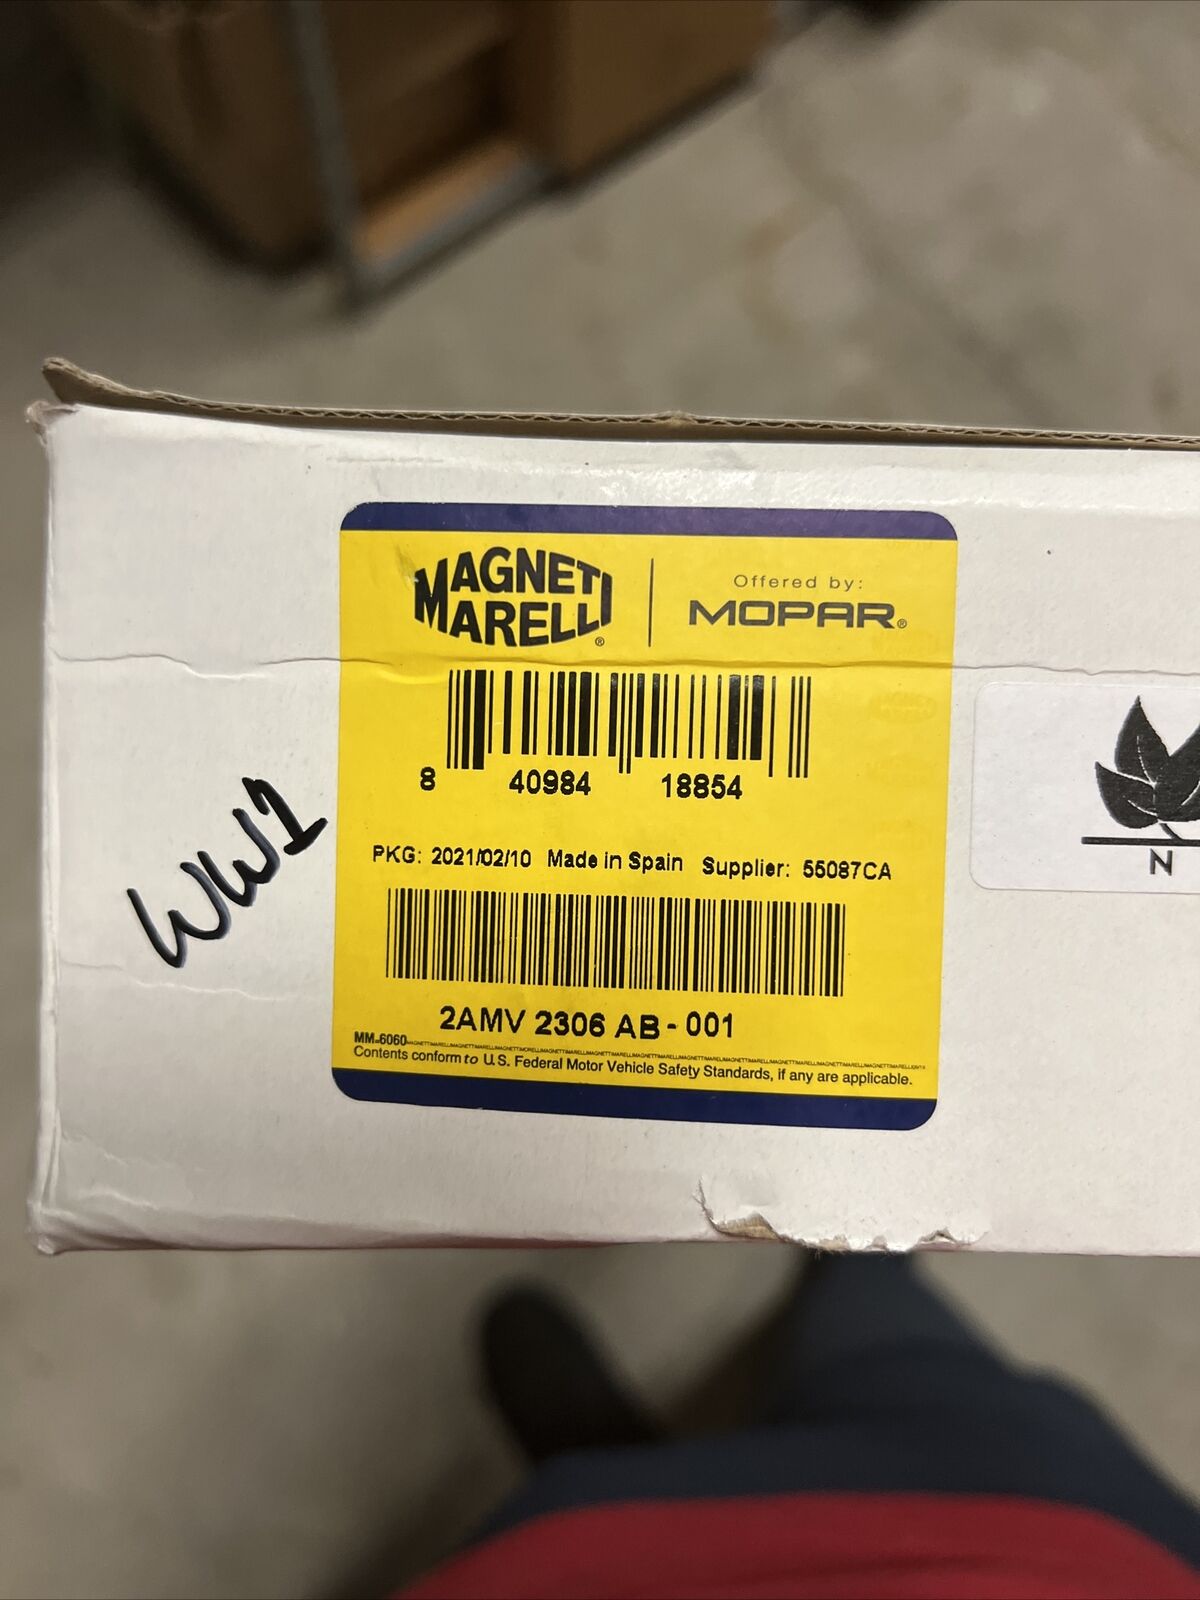 MAGNETI
MARELLI®
Offered by:
MOPAR®
8 40984 18854
WW1
N
PKG: 2021/02/10 Made in Spain Supplier: 55087CA
2AMV 2306 AB - 001
MM-6060
Contents conform to U.S. Federal Motor Vehicle Safety Standards, if any are applicable.